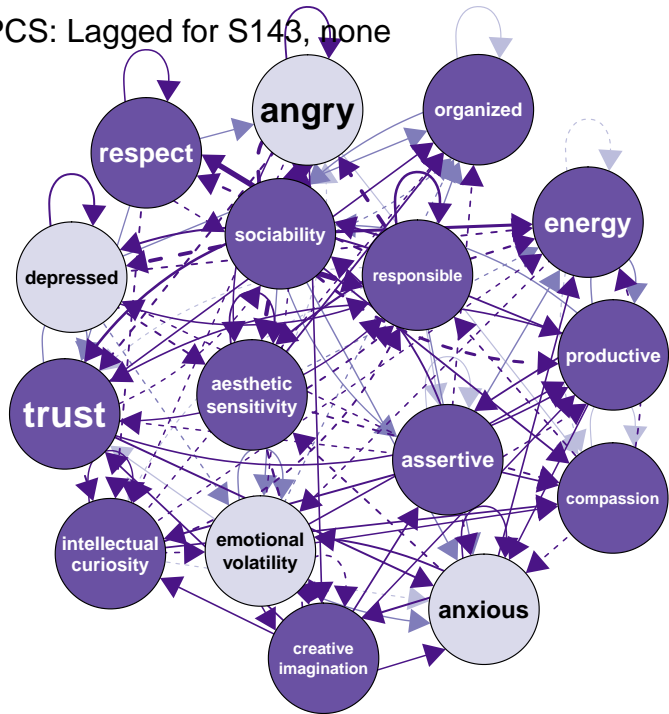 PCS: Lagged for S143, none
angry
organized
respect
energy
sociability
responsible
depressed
productive
aesthetic
sensitivity
trust
assertive
compassion
intellectual
curiosity
emotional
volatility
anxious
creative
imagination